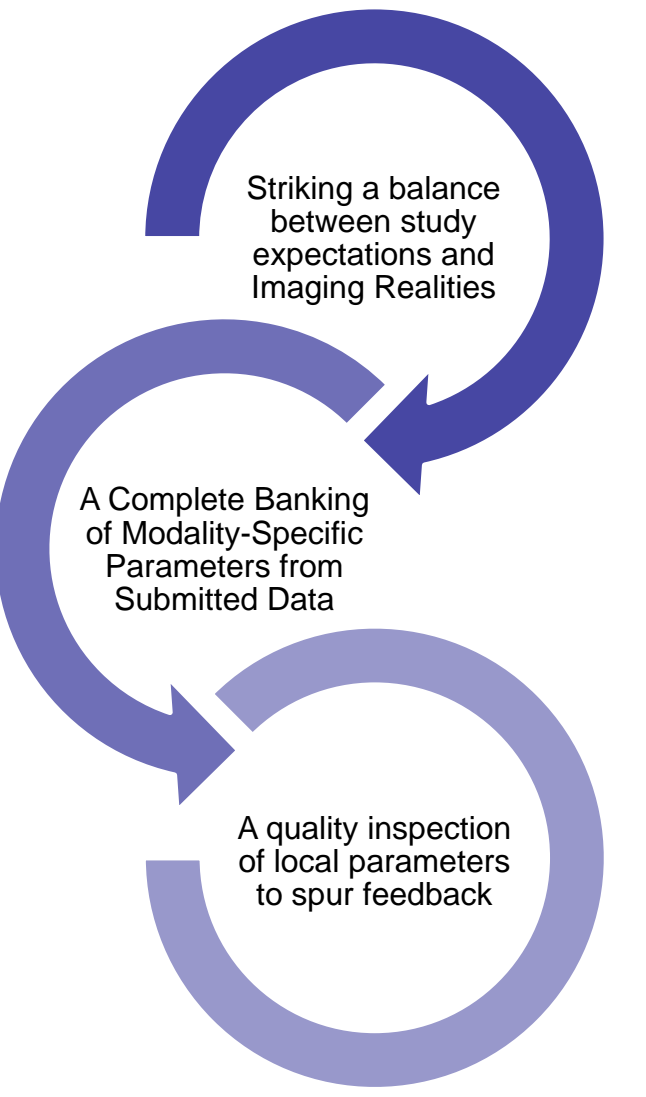 Striking a balance
between study
expectations and
Imaging Realities
A Complete Banking
of Modality-Specific
Parameters from
Submitted Data
A quality inspection
of local parameters
to spur feedback